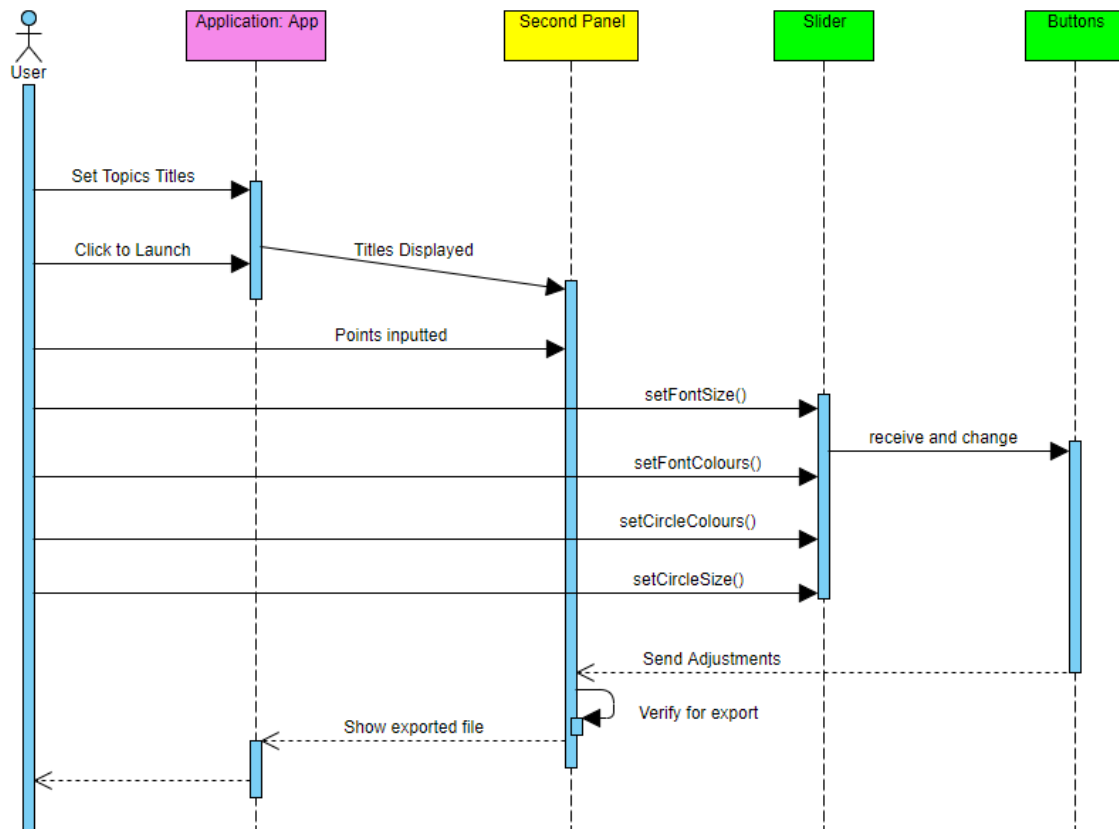 Application: App
Second Panel
Slider
Buttons
User
Set Topics Titles
Click to Launch
Titles Displayed
Points inputted
setFontSize()
receive and change
setFontColours()
setCircleColours()
setCircleSize()
Send Adjustments
Verify for export
Show exported file